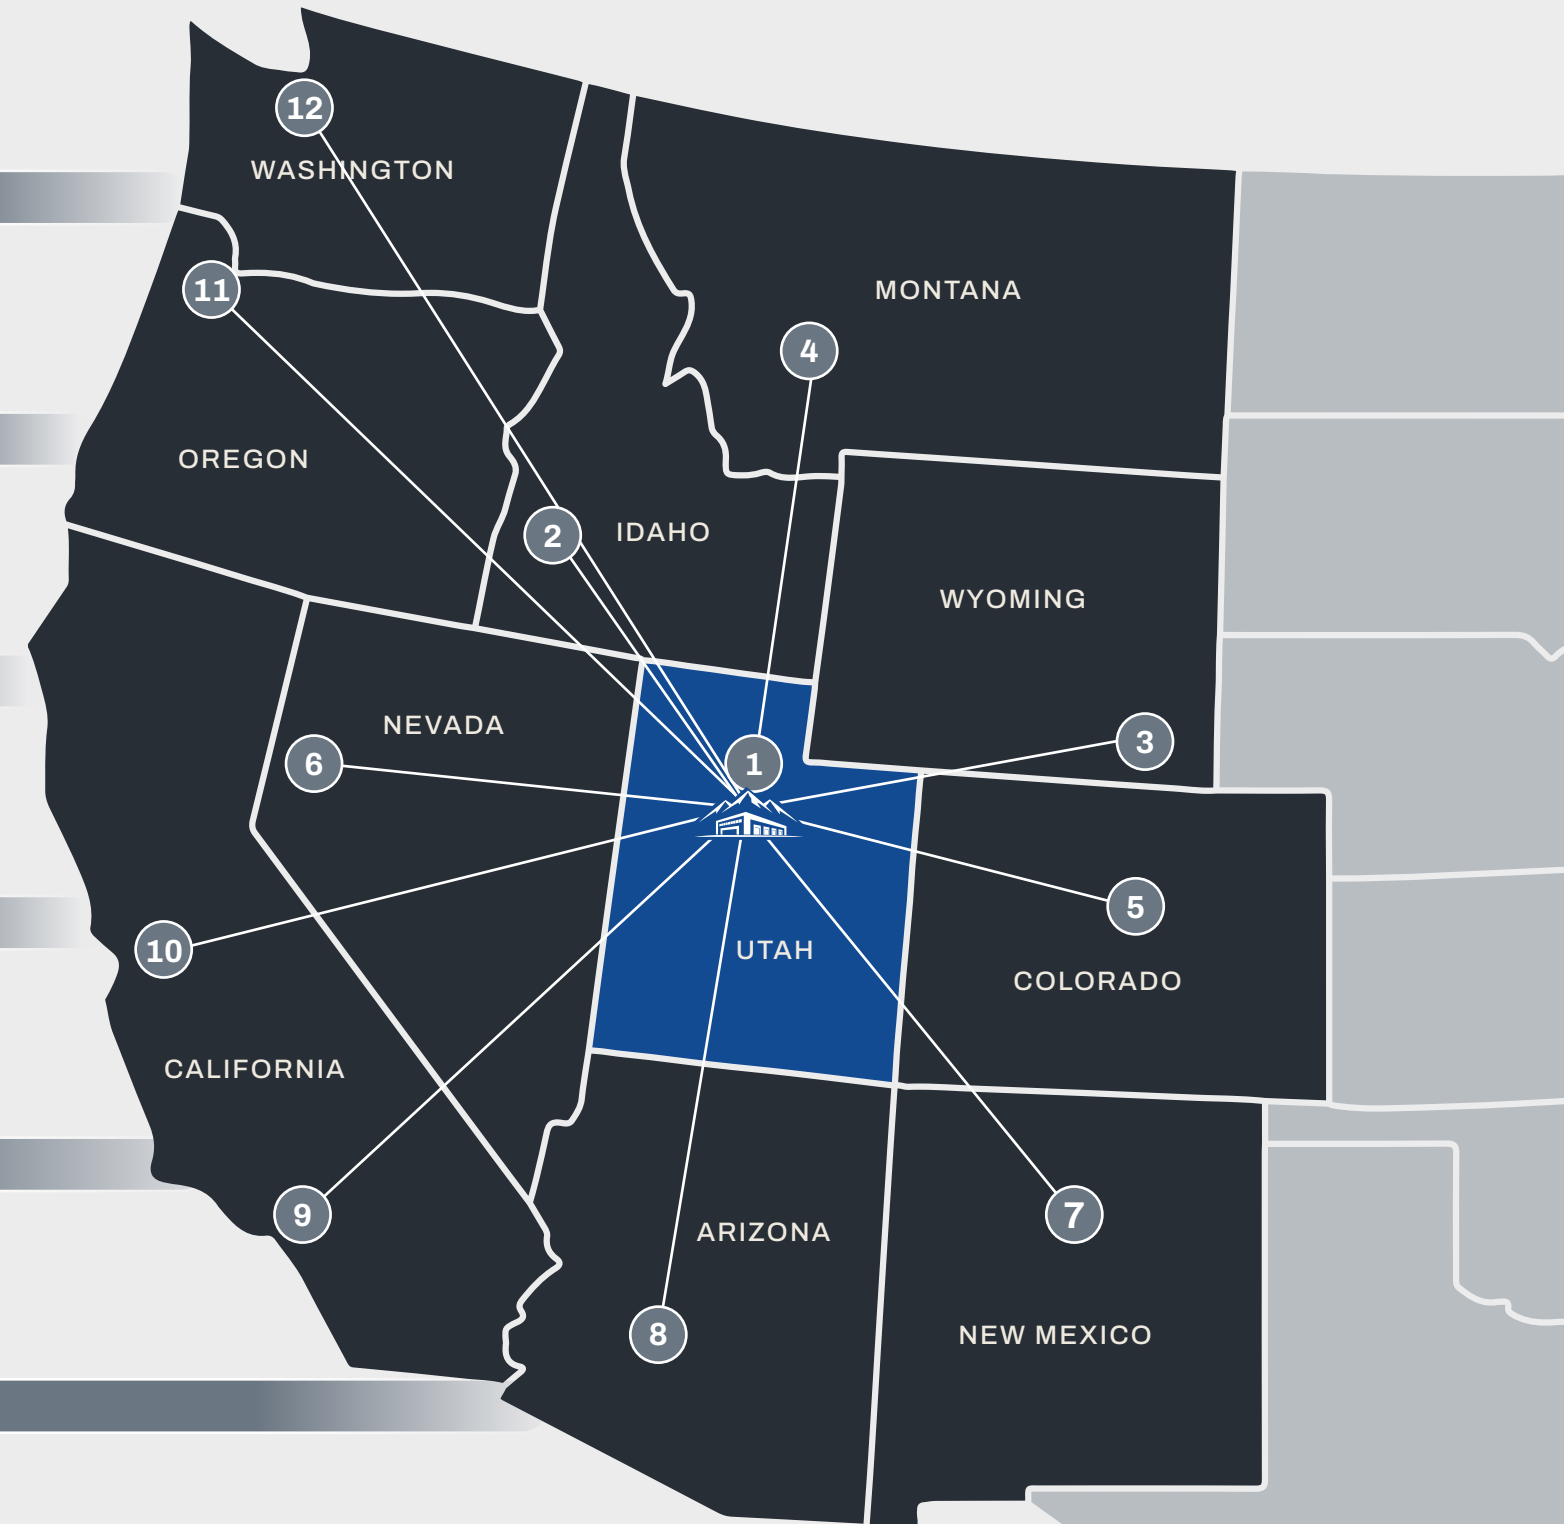 12
WASHINGTON
11
MONTANA
4
OREGON
2
IDAHO
WYOMING
NEVADA
6
1
3
10
5
UTAH
COLORADO
CALIFORNIA
9
ARIZONA
7
8
NEW MEXICO